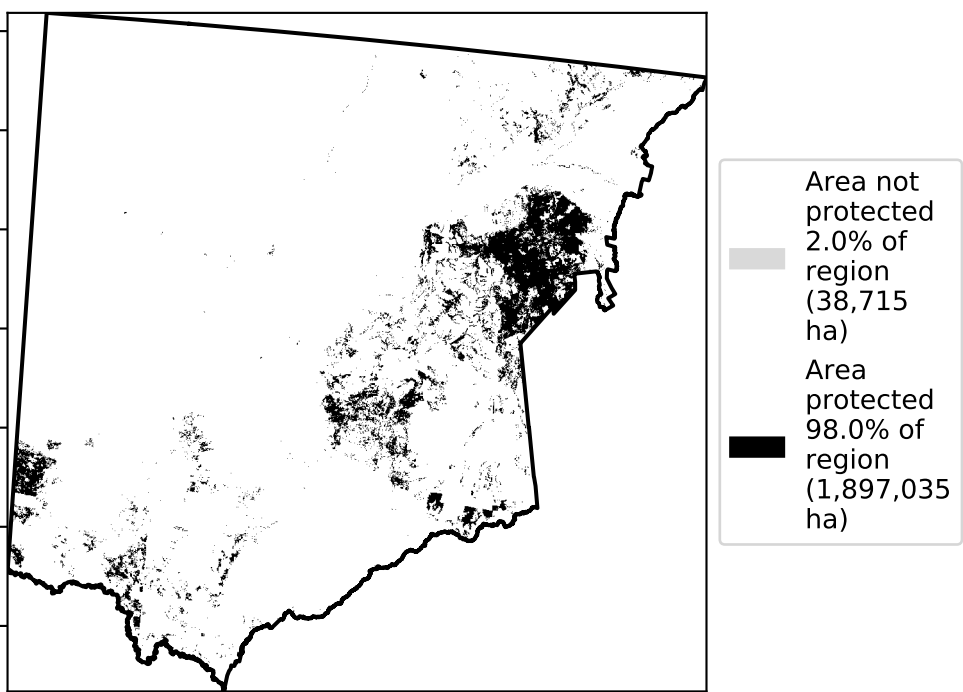 Area not
protected
2.0% of
region
(38,715
ha)
Area
protected
98.0% of
region
(1,897,035
ha)